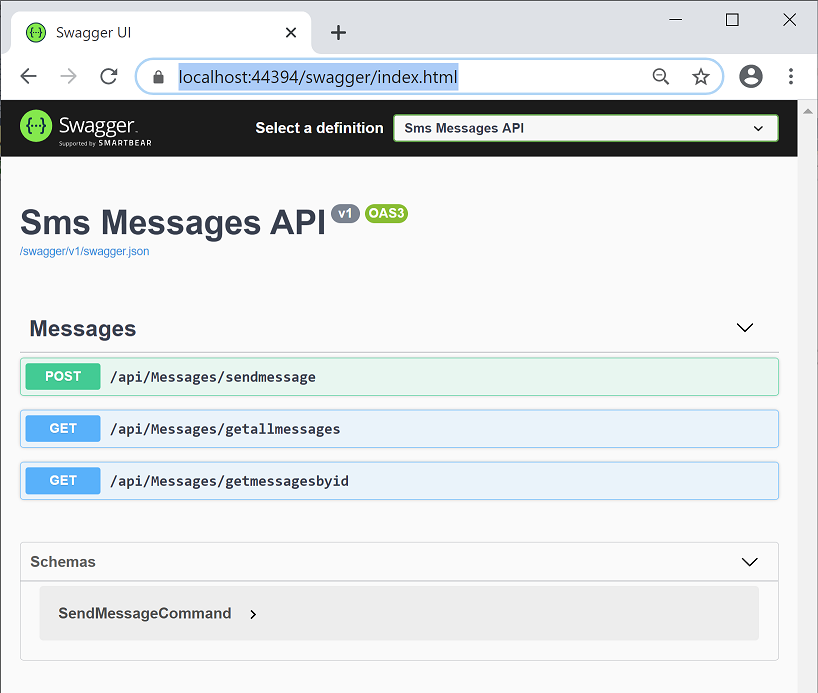 Swagger UI
localhost:44394/swagger/index.html
Swagger
Supported by SMARTBEAR
Select a definition
Sms Messages API
Sms Messages API v1 OAS3
/swagger/v1/swagger.json
Messages
POST /api/Messages/sendmessage
GET /api/Messages/getallmessages
GET /api/Messages/getmessagesbyid
Schemas
SendMessageCommand